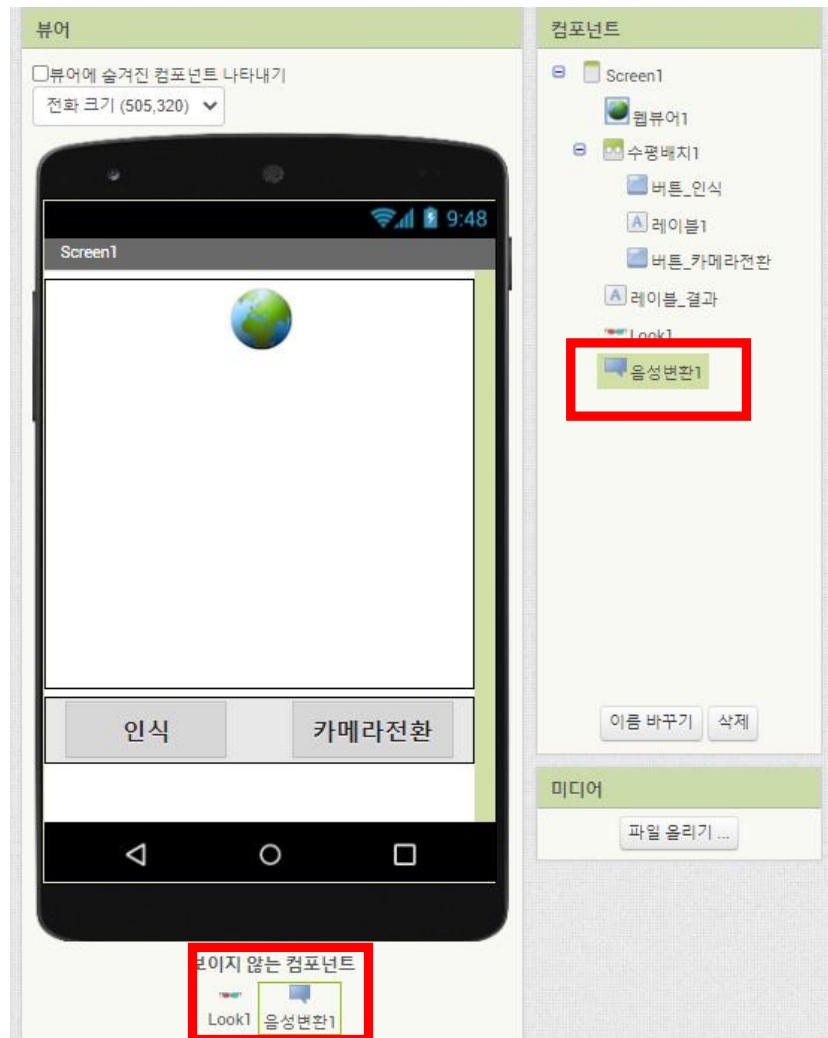 뷰어
뷰어에 숨겨진 컴포넌트 나타내기
전화 크기 (505,320)
9:48
Screen1
인식
카메라전환
보이지 않는 컴포넌트
Look1
음성변환1
컴포넌트
Screen1
웹뷰어1
수평배치1
버튼_인식
레이블1
버튼_카메라전환
레이블_결과
Look1
음성변환1
이름 바꾸기
삭제
미디어
파일 올리기 ...